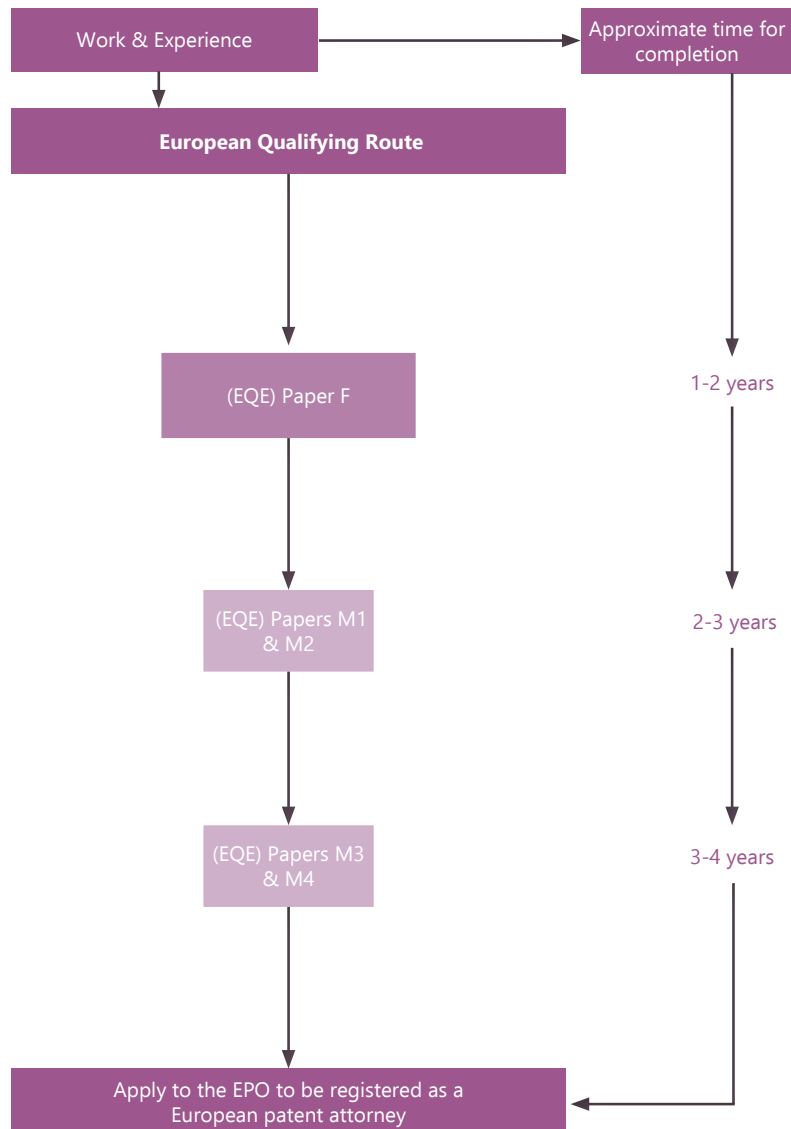 Work & Experience
Approximate time for
completion
European Qualifying Route
(EQE) Paper F
1-2 years
(EQE) Papers M1
& M2
2-3 years
(EQE) Papers M3
& M4
3-4 years
Apply to the EPO to be registered as a
European patent attorney